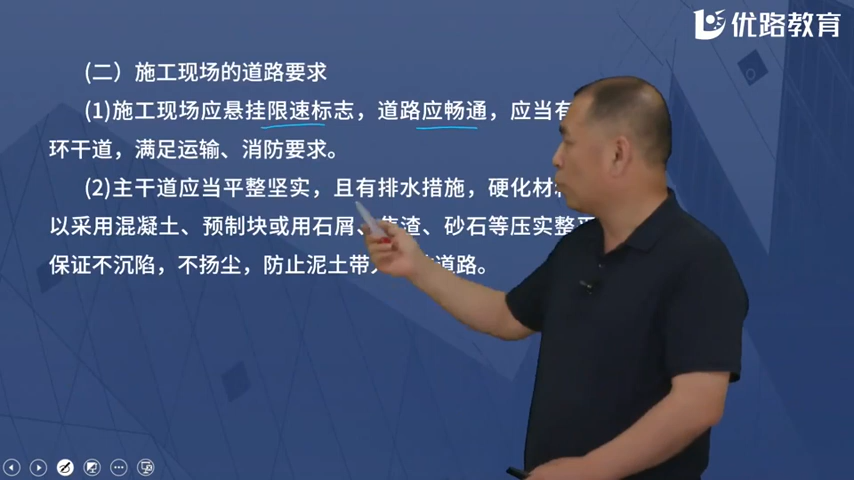 优路教育
(二）施工现场的道路要求
(1)施工现场应悬挂限速标志，道路应畅通，应当有
环干道，满足运输、消防要求。
(2)主干道应当平整坚实，且有排水措施，硬化材
以采用混凝土、预制块或用石屑、焦渣、砂石等压实整平
保证不沉陷，不扬尘，防止泥土带 道路。